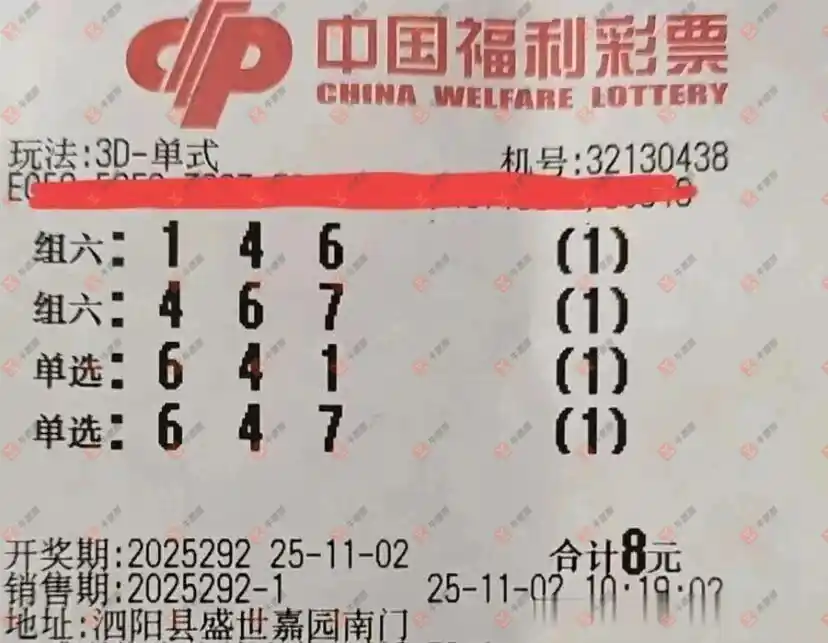 中国福利彩票
CHINA WELFARE LOTTERY
玩法:3D-单式 机号:32130438
组六: 1 4 6 (1)
组六: 4 6 7 (1)
单选: 6 4 1 (1)
单选: 6 4 7 (1)
开奖期:2025292 25-11-02 合计8元
销售期:2025292-1 25-11-02 10:19:02
地址:泗阳县盛世嘉园南门